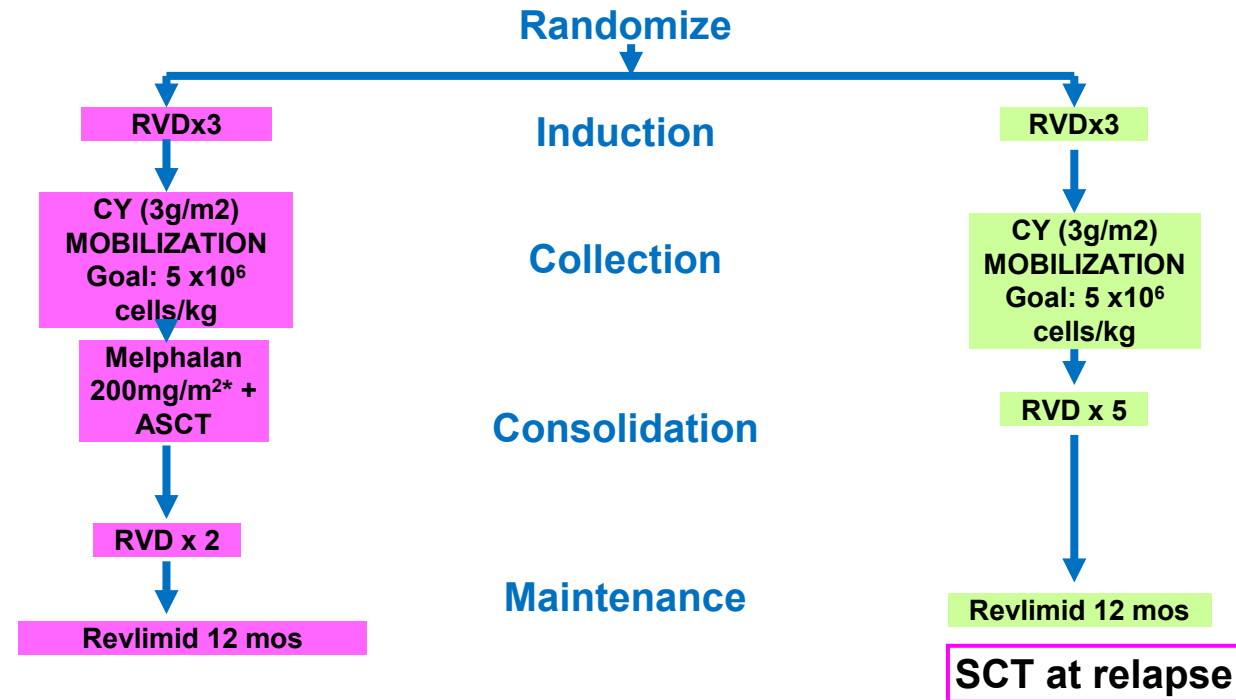 Randomize
RVDx3
Induction
RVDx3
CY (3g/m2)
MOBILIZATION
Goal: 5 x10⁶
cells/kg
Collection
CY (3g/m2)
MOBILIZATION
Goal: 5 x10⁶
cells/kg
Melphalan
200mg/m²* +
ASCT
Consolidation
RVD x 5
RVD x 2
Maintenance
Revlimid 12 mos
Revlimid 12 mos
SCT at relapse